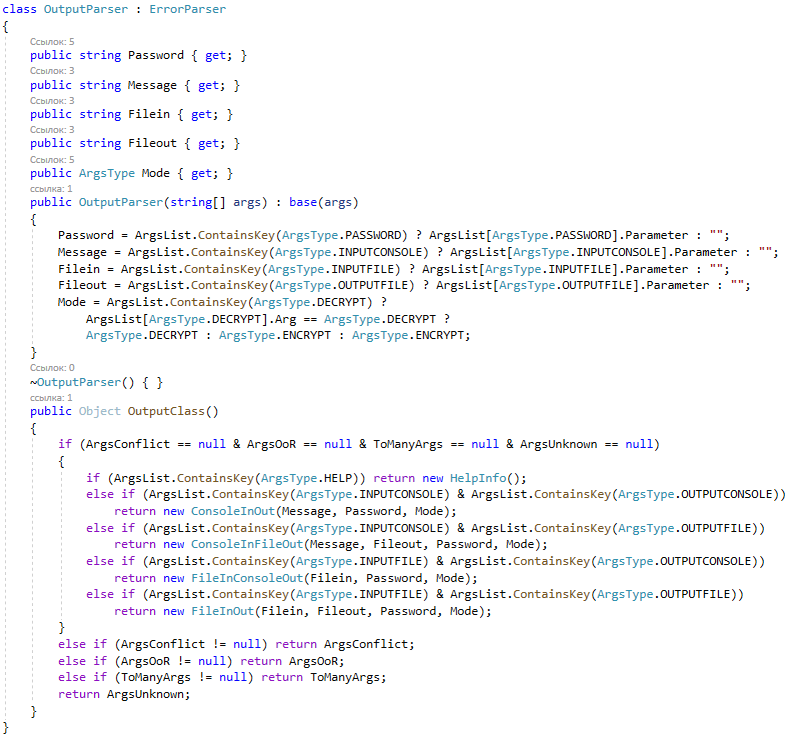 class OutputParser : ErrorParser
{
Ссылок: 5
public string Password { get; }
Ссылок: 3
public string Message { get; }
Ссылок: 3
public string Filein { get; }
Ссылок: 3
public string Fileout { get; }
Ссылок: 5
public ArgsType Mode { get; }
ссылка: 1
public OutputParser(string[] args) : base(args)
{
Password = ArgsList.ContainsKey(ArgsType.PASSWORD) ? ArgsList[ArgsType.PASSWORD].Parameter : "";
Message = ArgsList.ContainsKey(ArgsType.INPUTCONSOLE) ? ArgsList[ArgsType.INPUTCONSOLE].Parameter : "";
Filein = ArgsList.ContainsKey(ArgsType.INPUTFILE) ? ArgsList[ArgsType.INPUTFILE].Parameter : "";
Fileout = ArgsList.ContainsKey(ArgsType.OUTPUTFILE) ? ArgsList[ArgsType.OUTPUTFILE].Parameter : "";
Mode = ArgsList.ContainsKey(ArgsType.DECRYPT) ?
ArgsList[ArgsType.DECRYPT].Arg == ArgsType.DECRYPT ?
ArgsType.DECRYPT : ArgsType.ENCRYPT : ArgsType.ENCRYPT;
}
Ссылок: 0
~OutputParser() { }
ссылка: 1
public Object OutputClass()
{
if (ArgsConflict == null & ArgsOoR == null & ToManyArgs == null & ArgsUnknown == null)
{
if (ArgsList.ContainsKey(ArgsType.HELP)) return new HelpInfo();
else if (ArgsList.ContainsKey(ArgsType.INPUTCONSOLE) & ArgsList.ContainsKey(ArgsType.OUTPUTCONSOLE))
return new ConsoleInOut(Message, Password, Mode);
else if (ArgsList.ContainsKey(ArgsType.INPUTCONSOLE) & ArgsList.ContainsKey(ArgsType.OUTPUTFILE))
return new ConsoleInFileOut(Message, Fileout, Password, Mode);
else if (ArgsList.ContainsKey(ArgsType.INPUTFILE) & ArgsList.ContainsKey(ArgsType.OUTPUTCONSOLE))
return new FileInConsoleOut(Filein, Password, Mode);
else if (ArgsList.ContainsKey(ArgsType.INPUTFILE) & ArgsList.ContainsKey(ArgsType.OUTPUTFILE))
return new FileInOut(Filein, Fileout, Password, Mode);
}
else if (ArgsConflict != null) return ArgsConflict;
else if (ArgsOoR != null) return ArgsOoR;
else if (ToManyArgs != null) return ToManyArgs;
return ArgsUnknown;
}
}